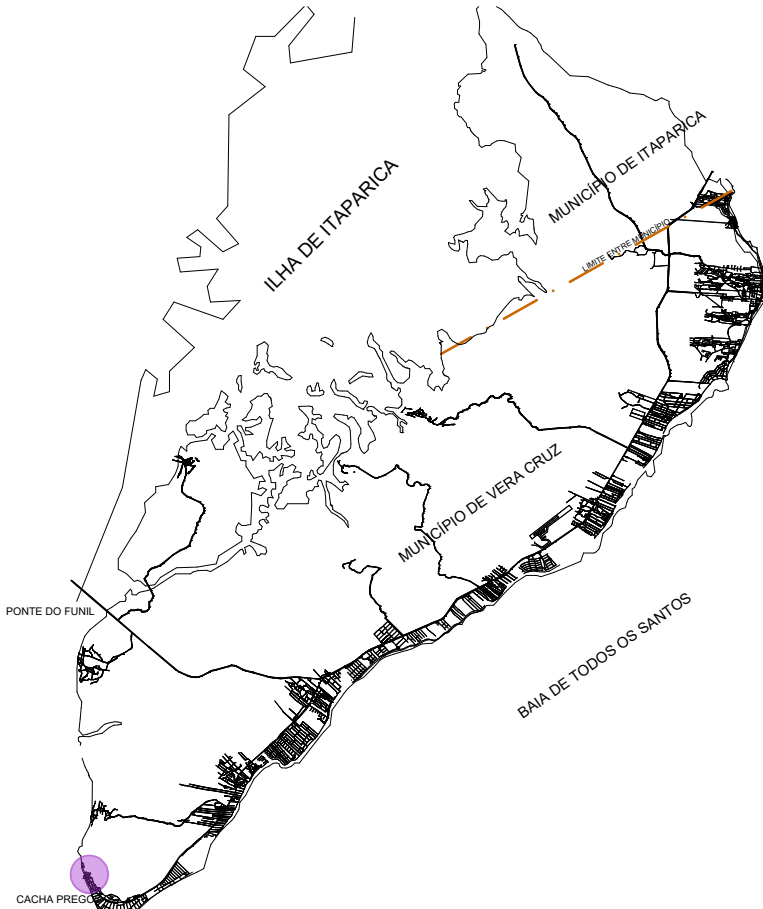 MUNICÍPIO DE ITAPARICA
ILHA DE ITAPARICA
LIMITE ENTRE MUNICÍPIO
MUNICÍPIO DE VERA CRUZ
PONTE DO FUNIL
BAIA DE TODOS OS SANTOS
CACHA PREGO